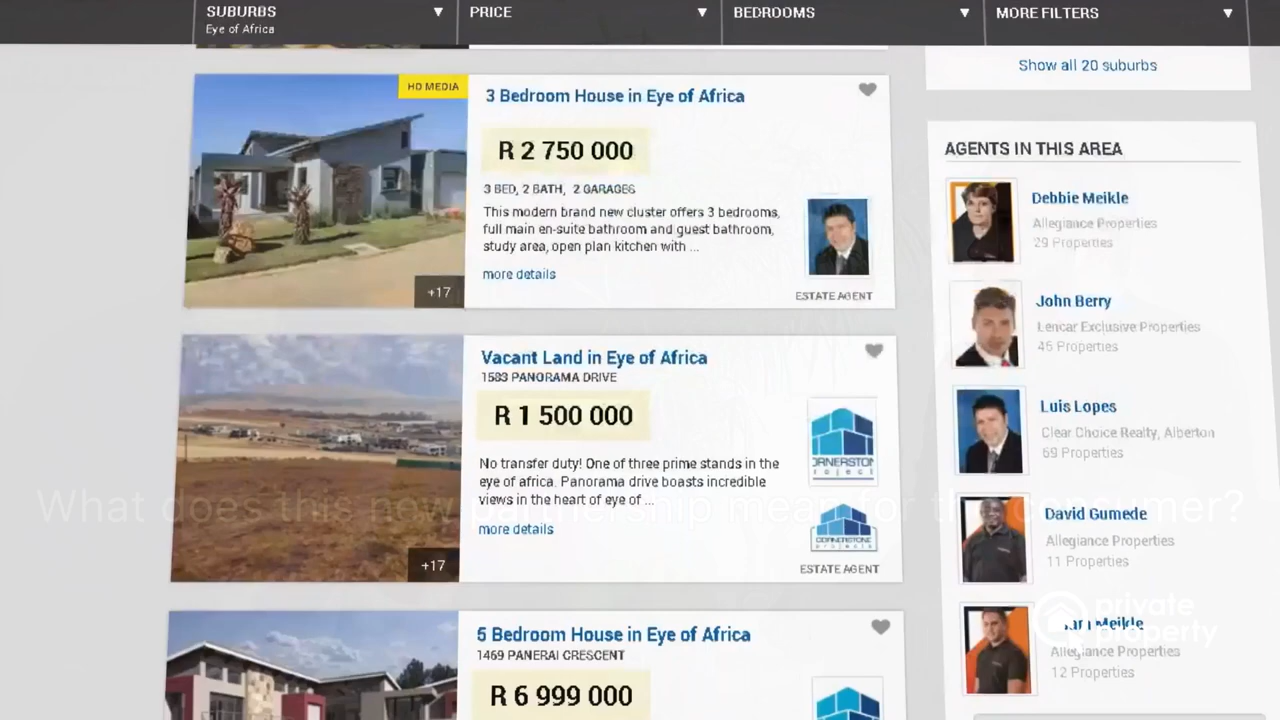 SUBURBS
Eye of Africa
PRICE
BEDROOMS
MORE FILTERS
Show all 20 suburbs
HD MEDIA
3 Bedroom House in Eye of Africa
R 2 750 000
3 BED, 2 BATH, 2 GARAGES
This modern brand new cluster offers 3 bedrooms,
full main en-suite bathroom and guest bathroom,
study area, open plan kitchen with ...
more details
ESTATE AGENT
+17
Vacant Land in Eye of Africa
1583 PANORAMA DRIVE
R 1 500 000
No transfer duty! One of three prime stands in the
eye of africa. Panorama drive boasts incredible
views in the heart of eye of ...
more details
ORNERSTON
roject
CORNERSTONE
projects
ESTATE AGENT
+17
5 Bedroom House in Eye of Africa
1469 PANERAI CRESCENT
R 6 999 000
AGENTS IN THIS AREA
Debbie Meikle
Allegiance Properties
29 Properties
John Berry
Lencar Exclusive Properties
45 Properties
Luis Lopes
Clear Choice Realty, Alberton
69 Properties
David Gumede
Allegiance Properties
11 Properties
Meikle
Allegiance Properties
12 Properties
What does this new partnership mean for the consumer?
private
property